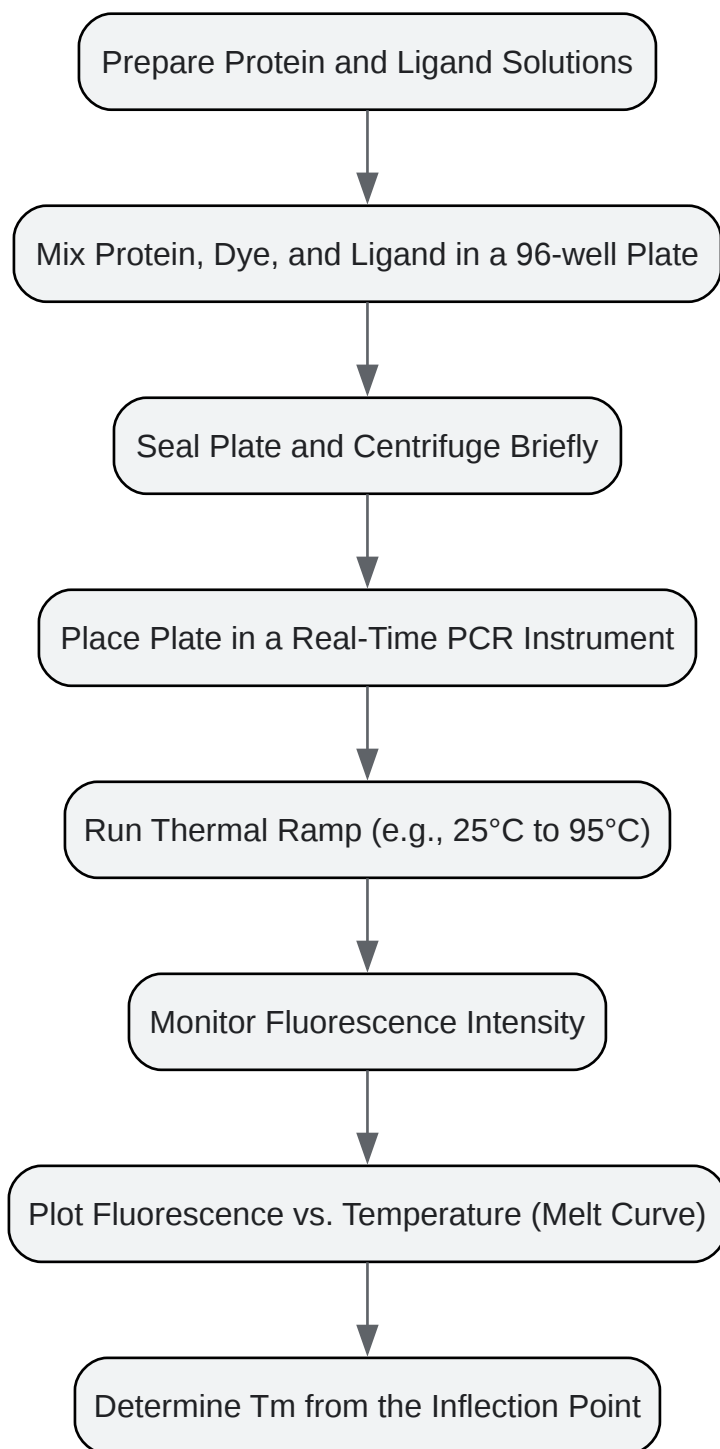 Prepare Protein and Ligand Solutions
Mix Protein, Dye, and Ligand in a 96-well Plate
Seal Plate and Centrifuge Briefly
Place Plate in a Real-Time PCR Instrument
Run Thermal Ramp (e.g., 25°C to 95°C)
Monitor Fluorescence Intensity
Plot Fluorescence vs. Temperature (Melt Curve)
Determine Tm from the Inflection Point